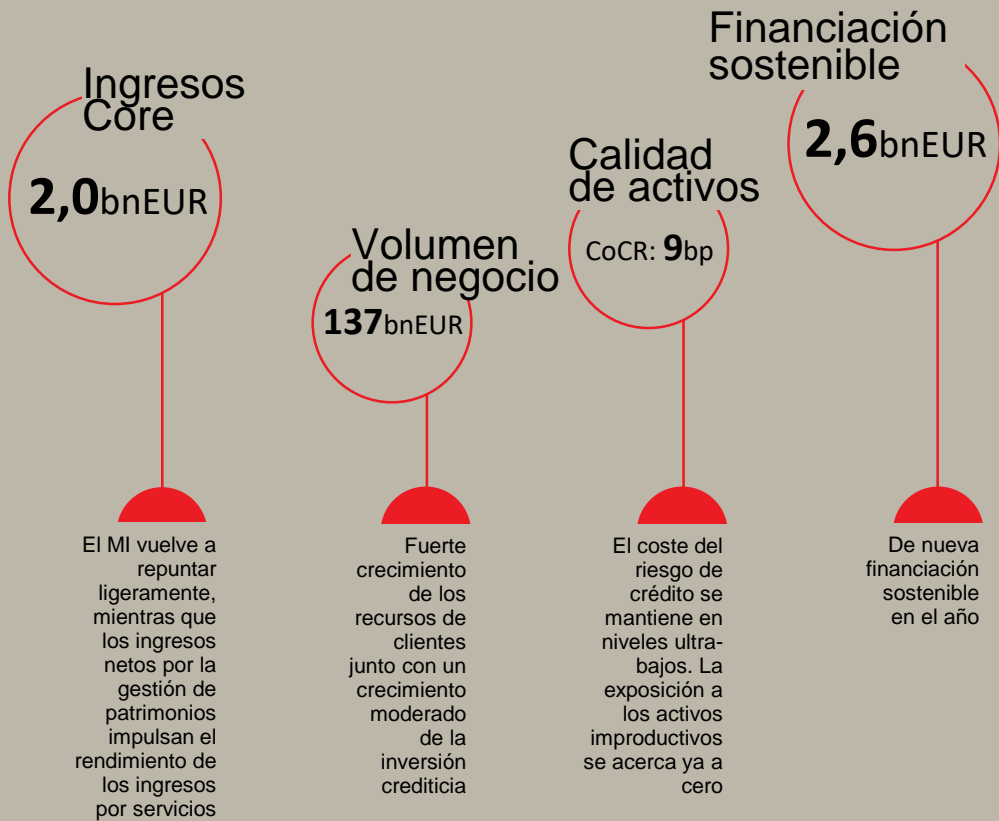 Ingresos
Core
2,0bnEUR
El MI vuelve a
repuntar
ligeramente,
mientras que
los ingresos
netos por la
gestión de
patrimonios
impulsan el
rendimiento de
los ingresos
por servicios
Volumen
de negocio
137bnEUR
Fuerte
crecimiento
de los
recursos de
clientes
junto con un
crecimiento
moderado
de la
inversión
crediticia
Calidad
de activos
CoCR: 9bp
El coste del
riesgo de
crédito se
mantiene en
niveles ultra-
bajos. La
exposición a
los activos
improductivos
se acerca ya a
cero
Financiación
sostenible
2,6bnEUR
De nueva
financiación
sostenible
en el año